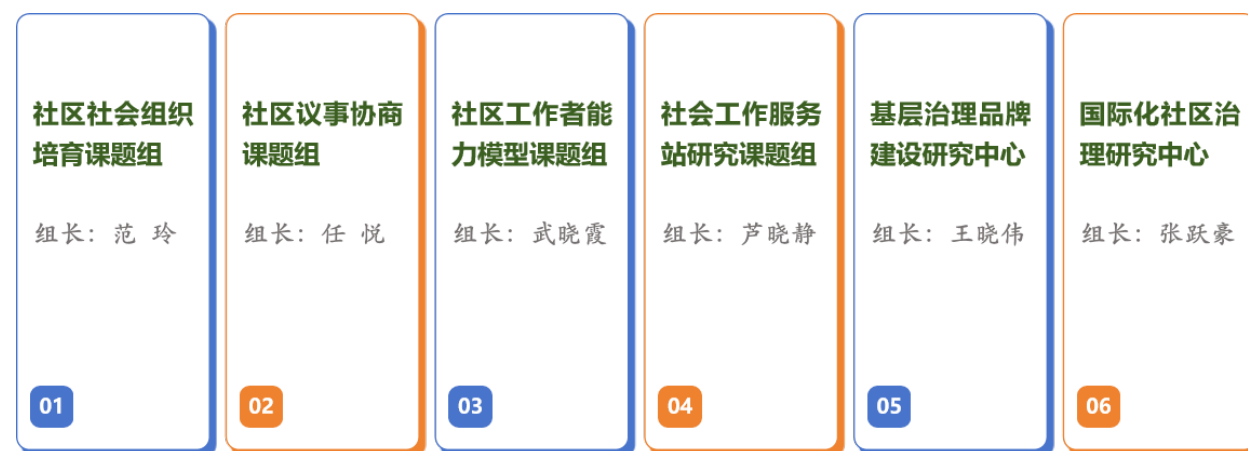 社区社会组织
培育课题组
组长：范 玲
01
社区议事协商
课题组
组长：任 悦
02
社区工作者能
力模型课题组
组长：武晓霞
03
社会工作服务
站研究课题组
组长：芦晓静
04
基层治理品牌
建设研究中心
组长：王晓伟
05
国际化社区治
理研究中心
组长：张跃豪
06